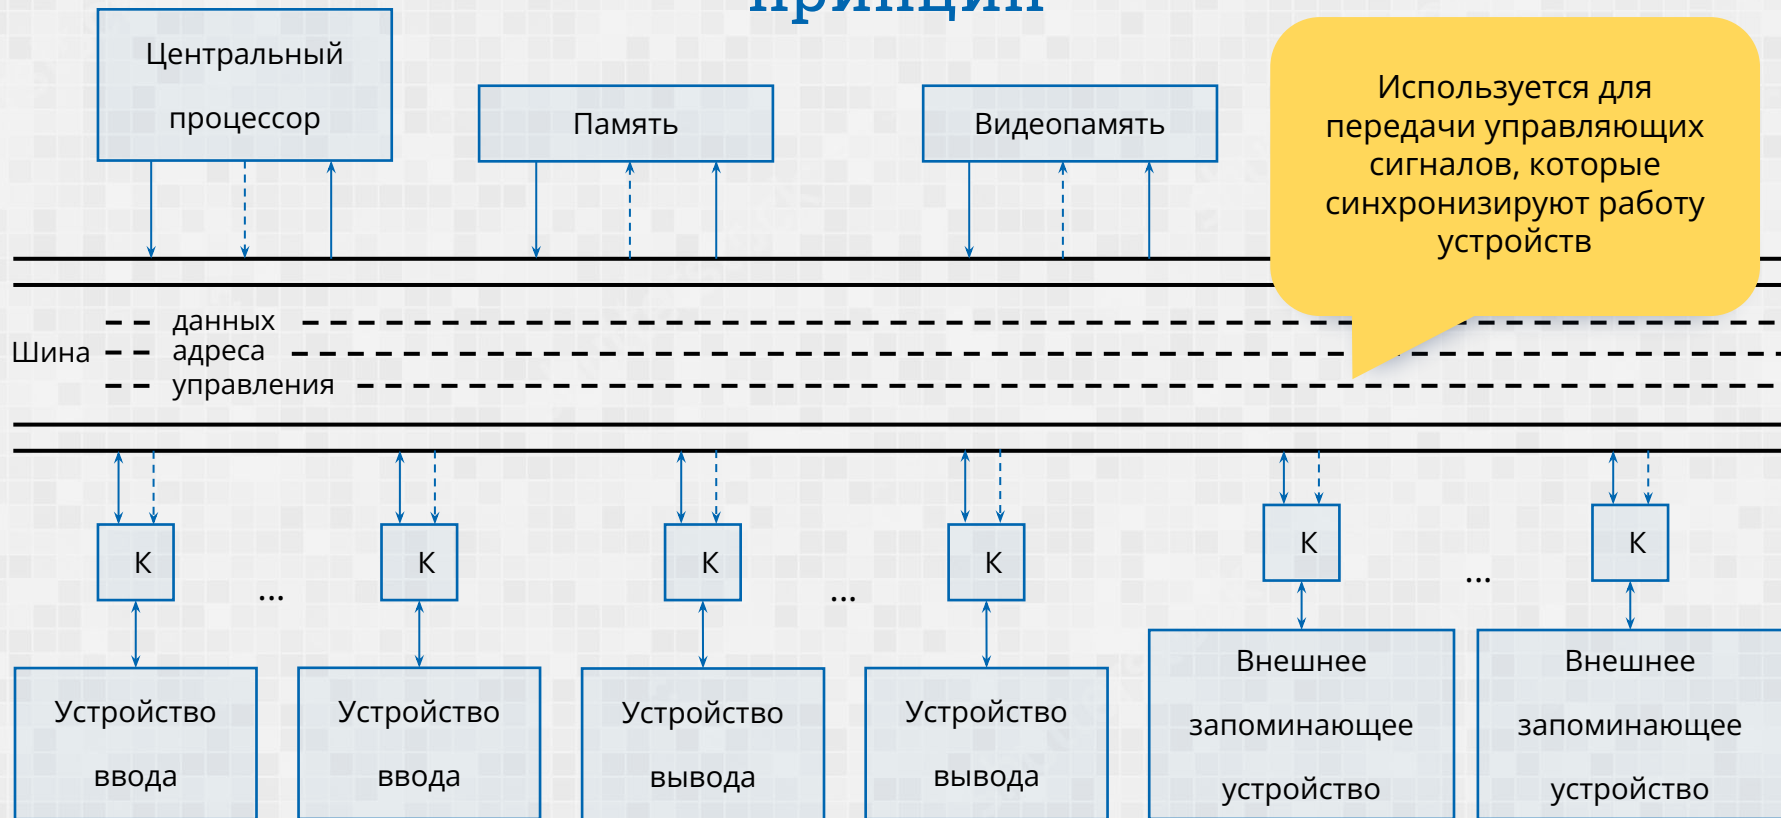 принцип
Центральный
процессор
Память
Видеопамять
Используется для
передачи управляющих
сигналов, которые
синхронизируют работу
устройств
Шина
данных
адреса
управления
К
К
К
К
К
К
...
...
...
Устройство
ввода
Устройство
ввода
Устройство
вывода
Устройство
вывода
Внешнее
запоминающее
устройство
Внешнее
запоминающее
устройство